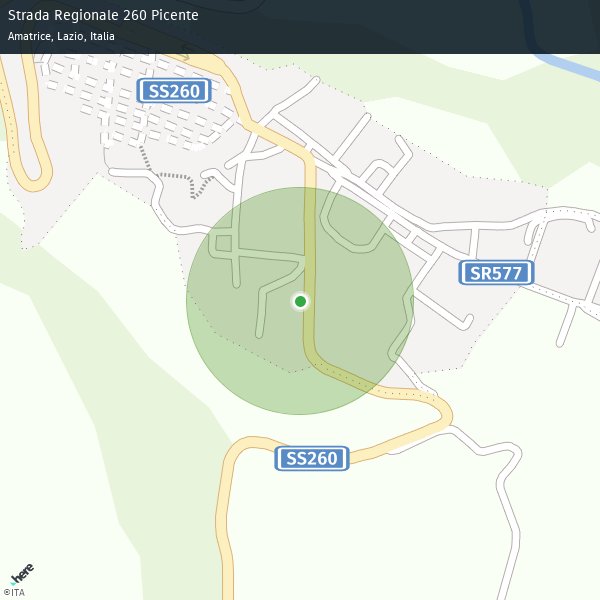 Strada Regionale 260 Picente
Amatrice, Lazio, Italia
SS260
SR577
SS260
here
©ITA